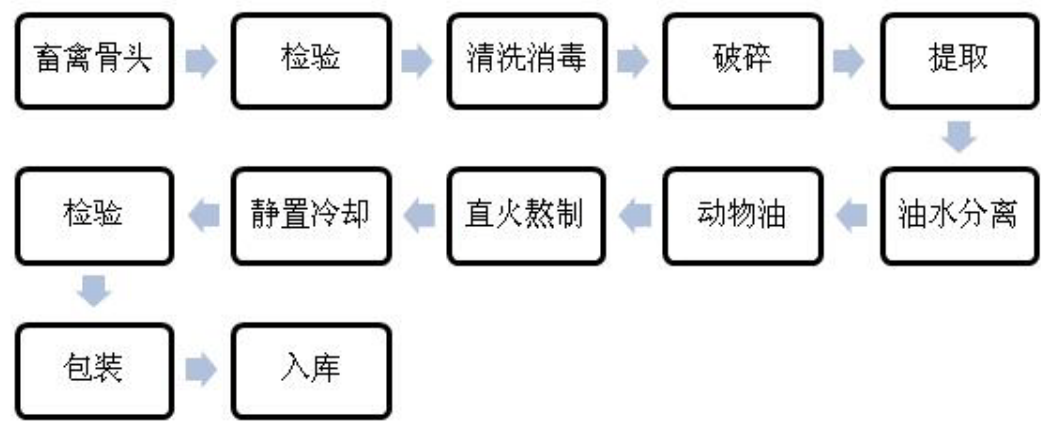 畜禽骨头
检验
清洗消毒
破碎
提取
油水分离
动物油
直火熬制
静置冷却
检验
包装
入库